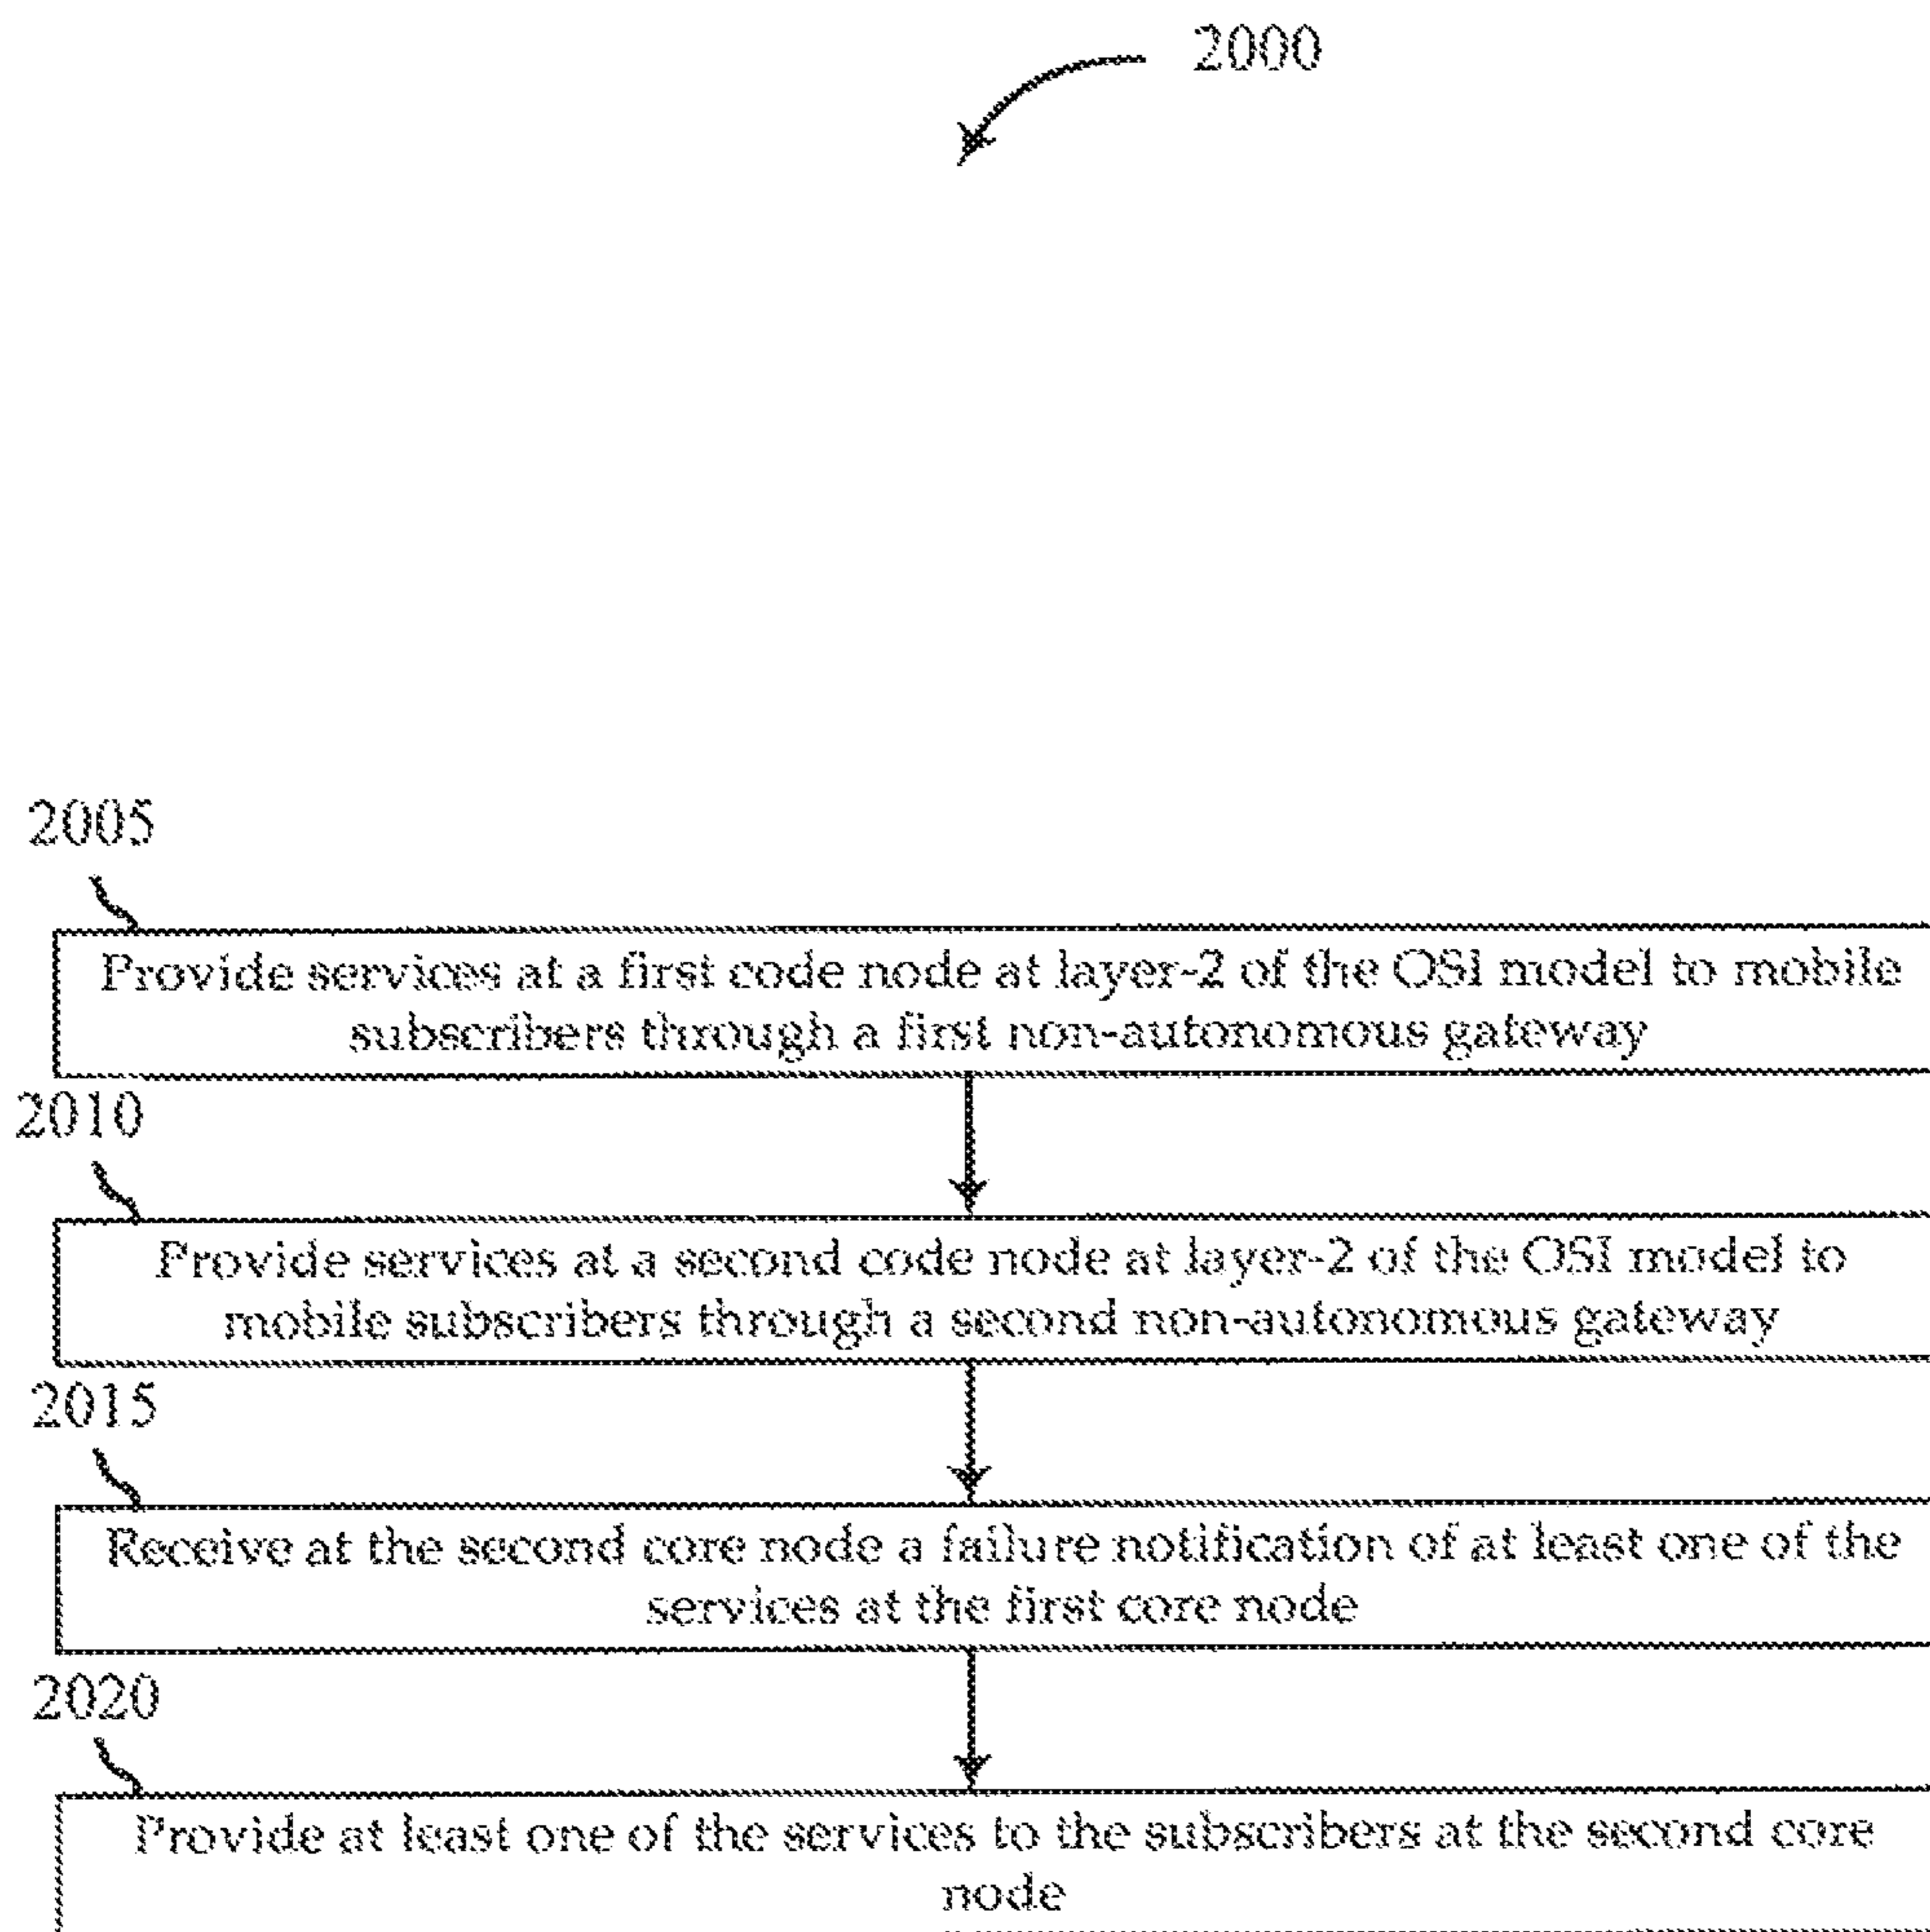 2000
2005
Provide services at a first code node at layer-2 of the OSI model to mobile
subscribers through a first non-autonomous gateway
2010
Provide services at a second code node at layer-2 of the OSI model to
mobile subscribers through a second non-autonomous gateway
2015
Receive at the second core node a failure notification of at least one of the
services at the first core node
2020
Provide at least one of the services to the subscribers at the second core
node